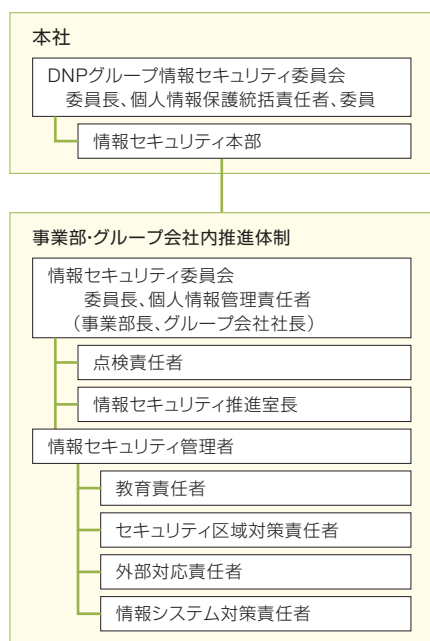 本社
DNPグループ情報セキュリティ委員会
委員長、個人情報保護統括責任者、委員
情報セキュリティ本部
事業部・グループ会社内推進体制
情報セキュリティ委員会
委員長、個人情報管理責任者
（事業部長、グループ会社社長）
点検責任者
情報セキュリティ推進室長
情報セキュリティ管理者
教育責任者
セキュリティ区域対策責任者
外部対応責任者
情報システム対策責任者